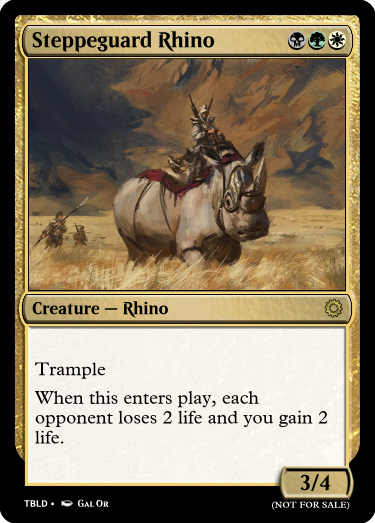 Steppeguard Rhino
Creature — Rhino
Trample
When this enters play, each
opponent loses 2 life and you gain 2
life.
3/4
TBLD • Gal Or
(NOT FOR SALE)